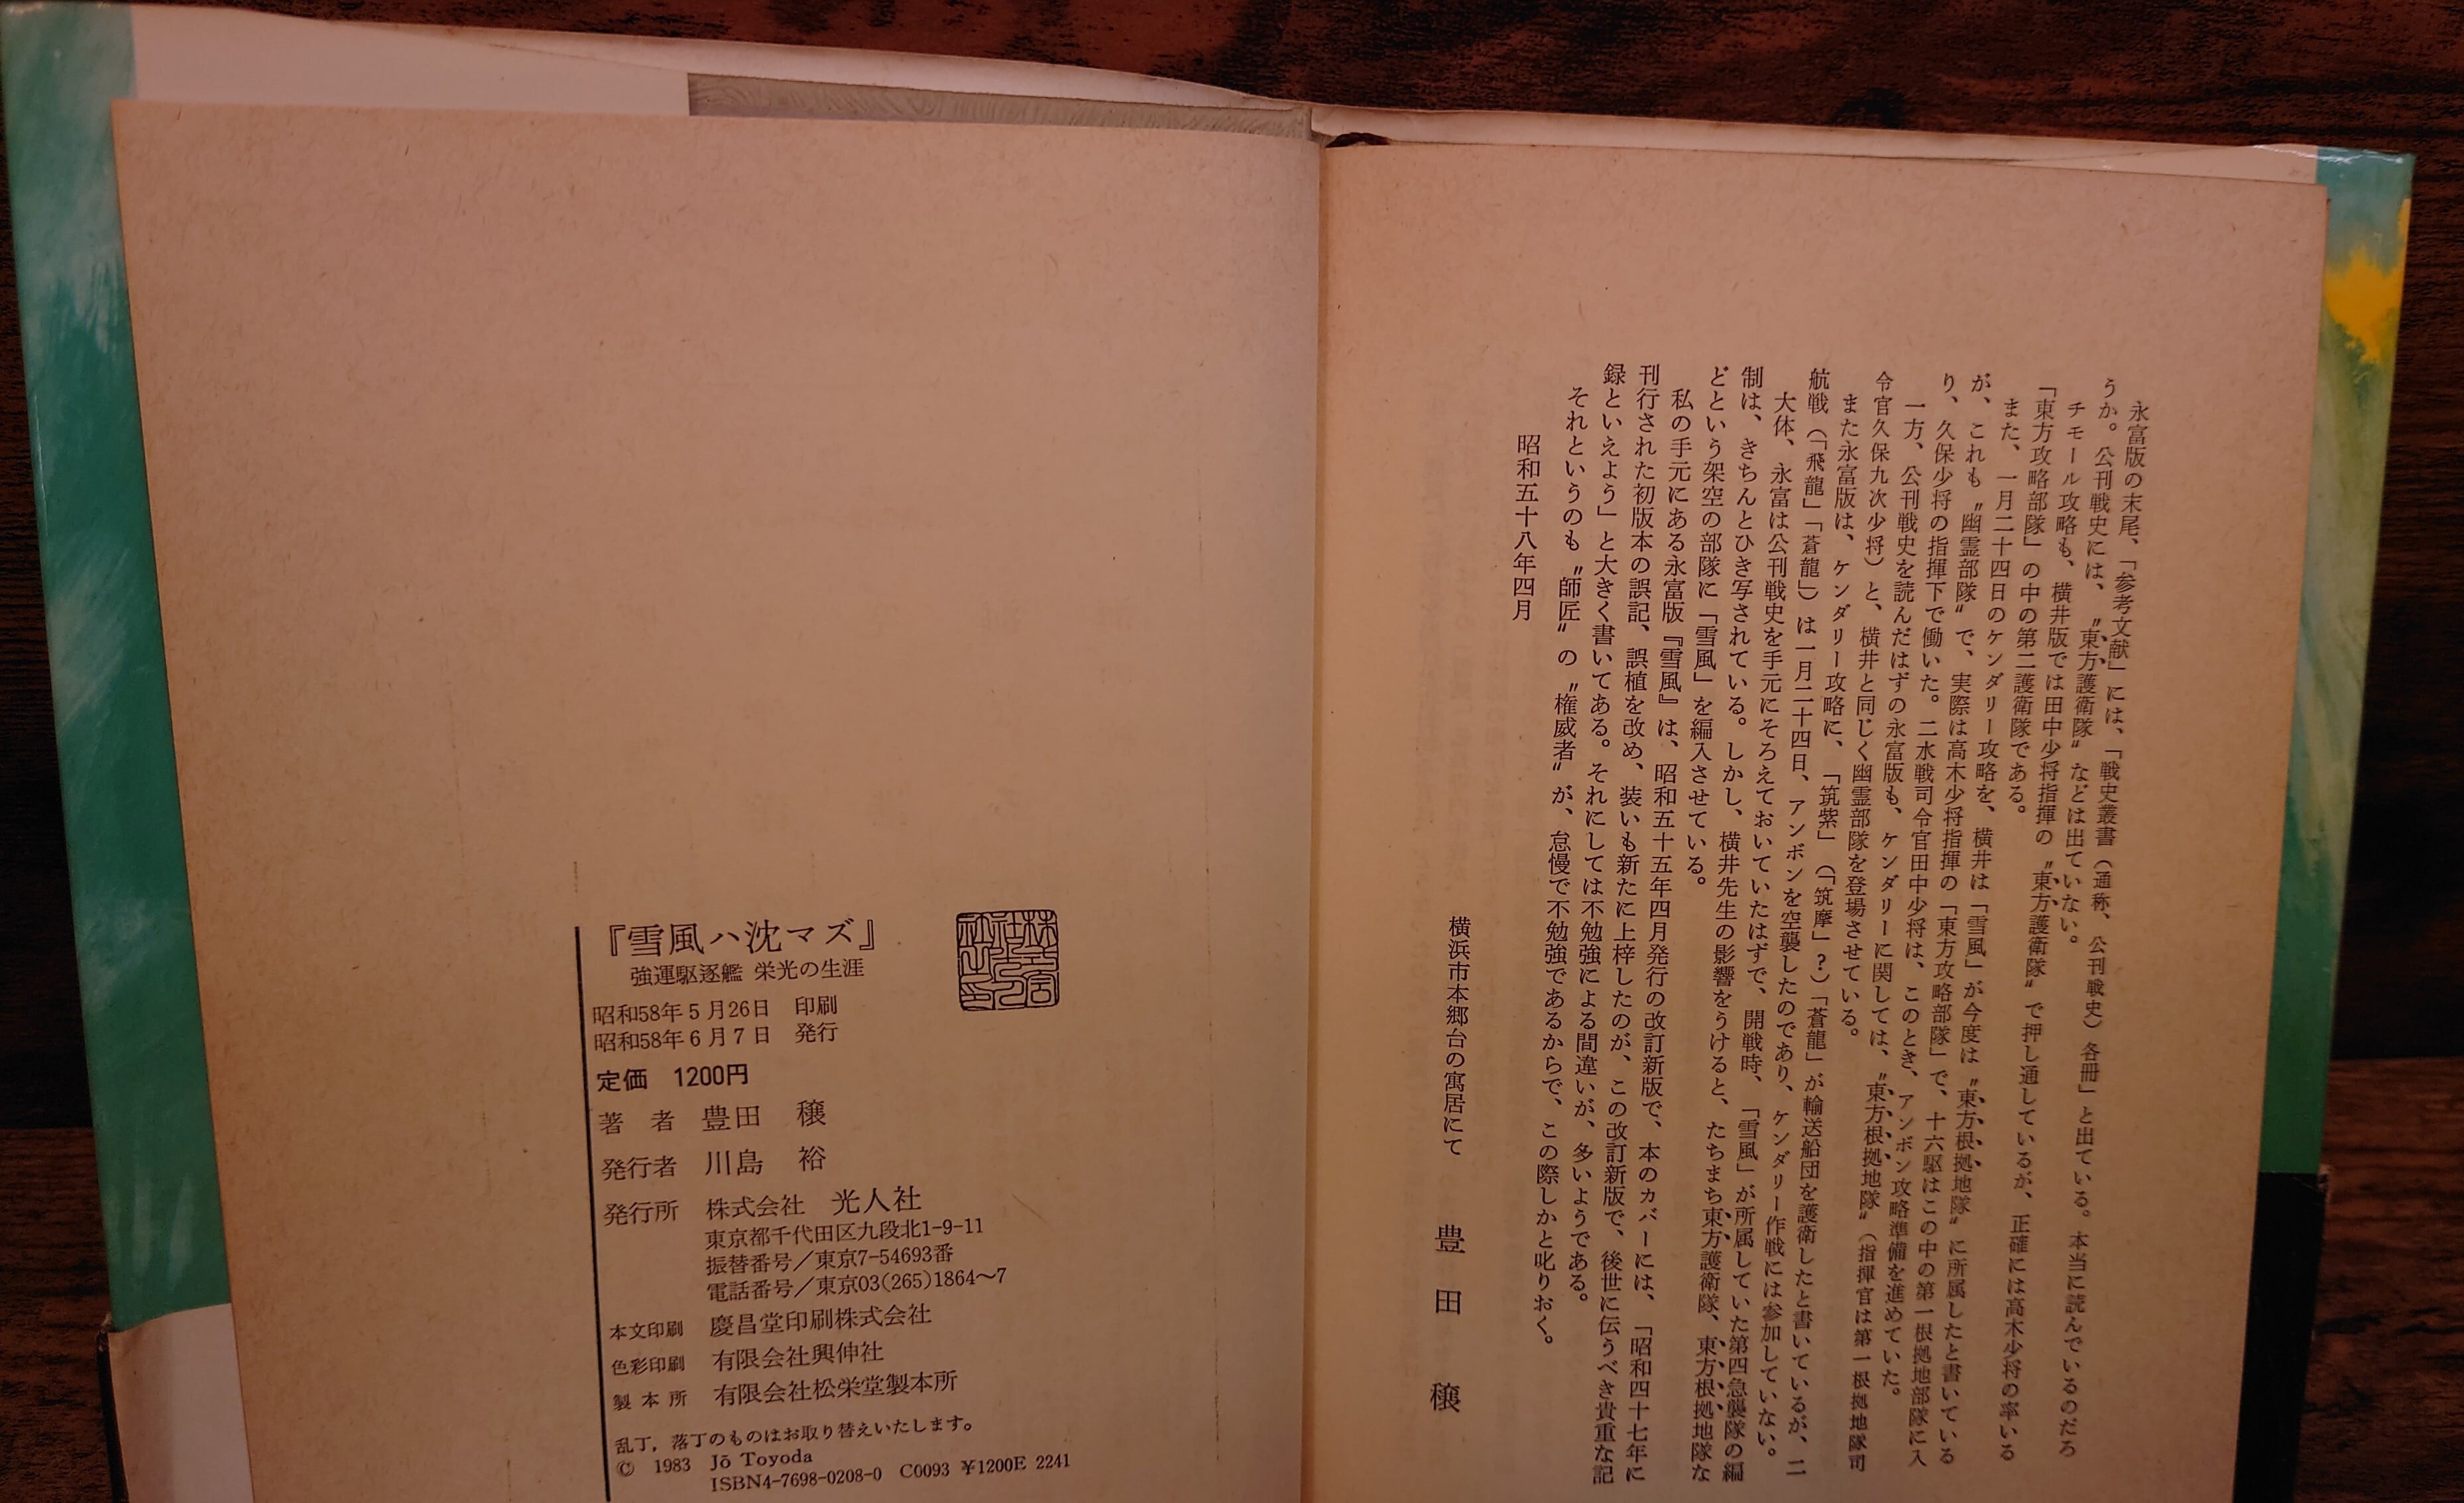 永富版の末尾、「参考文献」には、「戦史叢書（通称、公刊戦史）各冊」と出ている。本当に読んでいるのだろ
うか。公刊戦史には、〝東方護衛隊〟などは出ていない。
チモール攻略も、横井版では田中少将指揮の〝東方護衛隊〟で押し通しているが、正確には高木少将の率いる
「東方攻略部隊」の中の第二護衛隊である。
また、一月二十四日のケンダリー攻略を、横井は「雪風」が今度は〝東方根拠地隊〟に所属したと書いている
が、これも〝幽霊部隊〟で、実際は高木少将指揮の「東方攻略部隊」で、十六駆はこの中の第一根拠地部隊に入
り、久保少将の指揮下で働いた。二水戦司令官田中少将は、このとき、アンボン攻略準備を進めていた。
一方、公刊戦史を読んだはずの永富版も、ケンダリーに関しては、〝東方根拠地隊〟（指揮官は第一根拠地隊司
令官久保九次少将）と、横井と同じく幽霊部隊を登場させている。
また永富版は、ケンダリー攻略に、「筑紫」（「筑摩」？）「蒼龍」が輸送船団を護衛したと書いているが、二
航戦（「飛龍」「蒼龍」）は一月二十四日、アンボンを空襲したのであり、ケンダリー作戦には参加していない。
大体、永富は公刊戦史を手元にそろえておいていたはずで、開戦時、「雪風」が所属していた第四急襲隊の編
制は、きちんとひき写されている。しかし、横井先生の影響をうけると、たちまち東方護衛隊、東方根拠地隊な
どという架空の部隊に「雪風」を編入させている。
私の手元にある永富版『雪風』は、昭和五十五年四月発行の改訂新版で、本のカバーには、「昭和四十七年に
刊行された初版本の誤記、誤植を改め、装いも新たに上梓したのが、この改訂新版で、後世に伝うべき貴重な記
録といえよう」と大きく書いてある。それにしては不勉強による間違いが、多いようである。
それというのも〝師匠〟の〝権威者〟が、怠慢で不勉強であるからで、この際しかと叱りおく。
昭和五十八年四月
横浜市本郷台の寓居にて　豊田　穣
『雪風ハ沈マズ』
強運駆逐艦 栄光の生涯
昭和58年5月26日　印刷
昭和58年6月7日　発行
定価　1200円
著　者　豊田　穣
発行者　川島　裕
発行所　株式会社　光人社
東京都千代田区九段北1-9-11
振替番号／東京7-54693番
電話番号／東京03(265)1864〜7
本文印刷　慶昌堂印刷株式会社
色彩印刷　有限会社興伸社
製本所　有限会社松栄堂製本所
乱丁，落丁のものはお取り替えいたします。
© 1983 Jō Toyoda
ISBN4-7698-0208-0 C0093 ¥1200E 2241